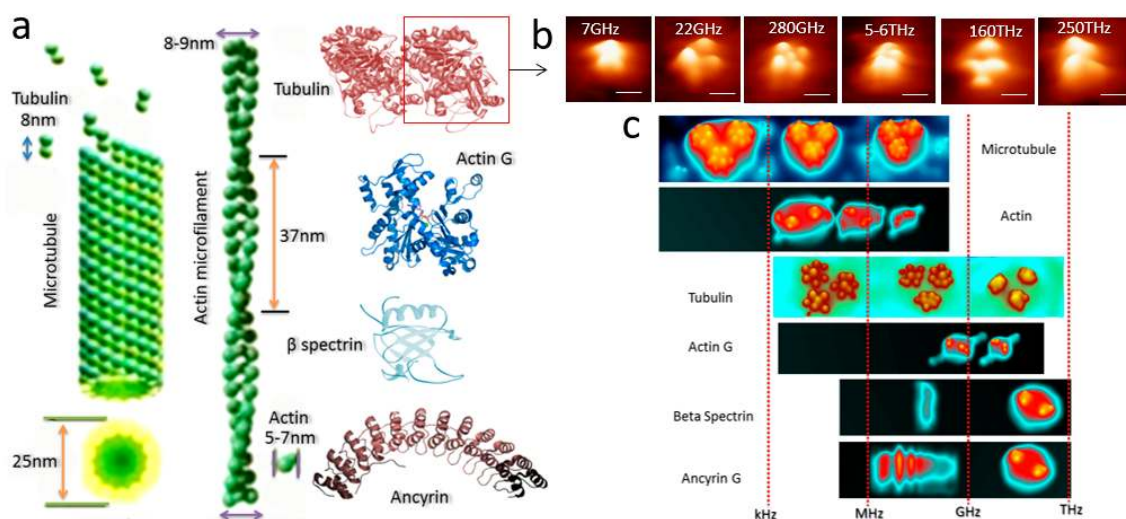 a
Tubulin
8nm
Microtubule
25nm
8-9nm
Actin microfilament
37nm
Actin
5-7nm
Tubulin
Actin G
β spectrin
Ancyrin
b
7GHz
22GHz
280GHz
5-6THz
160THz
250THz
c
Microtubule
Actin
Tubulin
Actin G
Beta Spectrin
Ancyrin G
kHz
MHz
GHz
THz